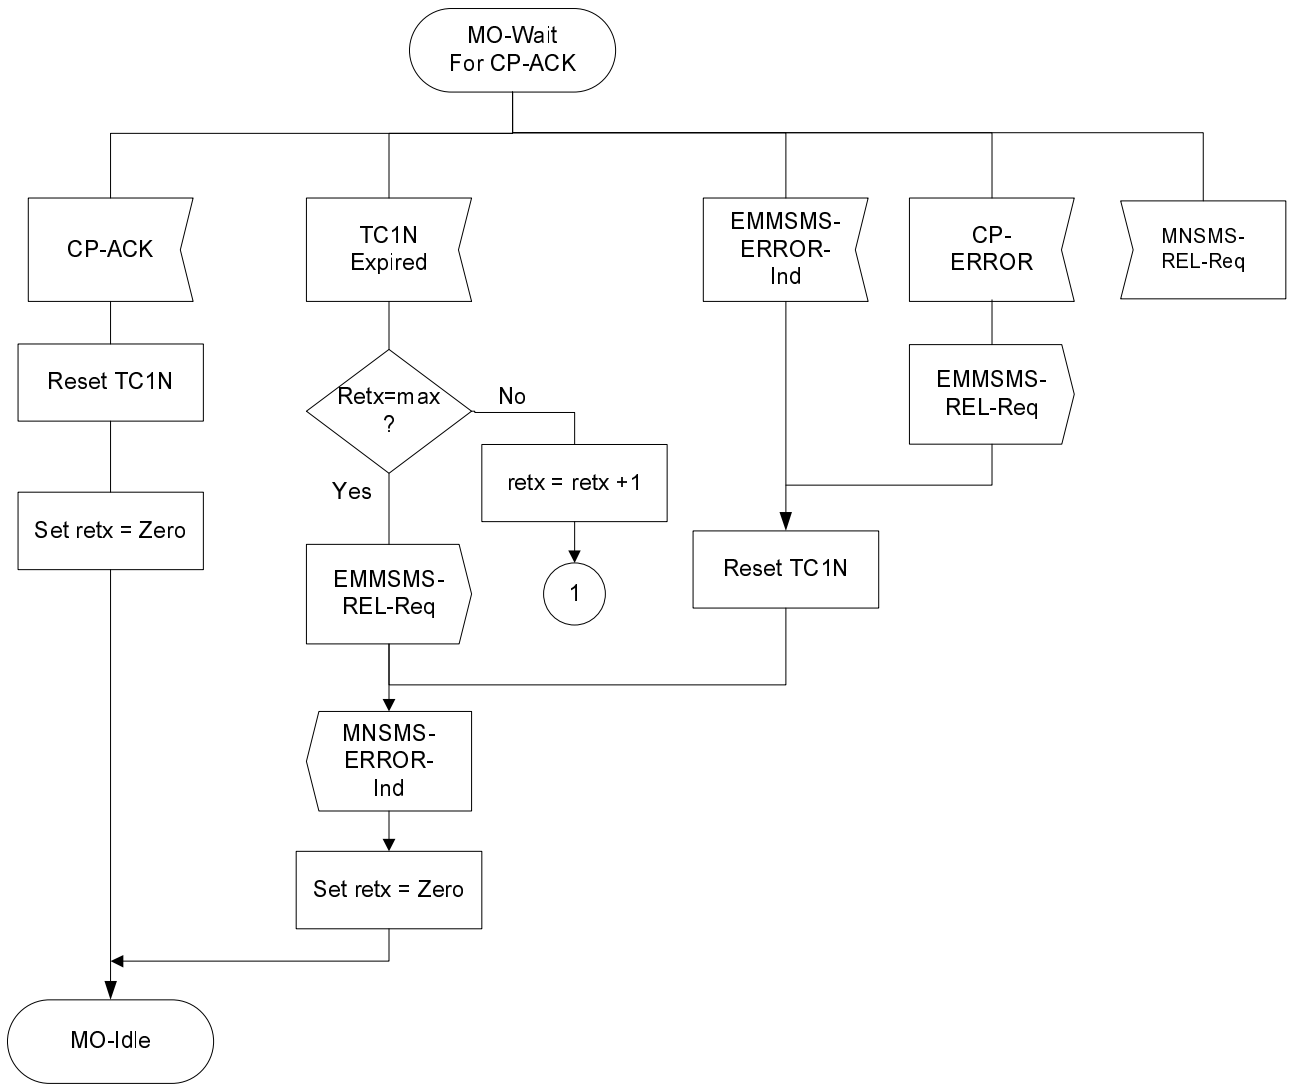 MO-Wait
For CP-ACK
CP-ACK
TC1N
Expired
EMMSMS-
ERROR-
Ind
CP-
ERROR
MNSMS-
REL-Req
Reset TC1N
Retx=max
?
No
EMMSMS-
REL-Req
Yes
retx = retx +1
Set retx = Zero
EMMSMS-
REL-Req
1
Reset TC1N
MNSMS-
ERROR-
Ind
Set retx = Zero
MO-Idle